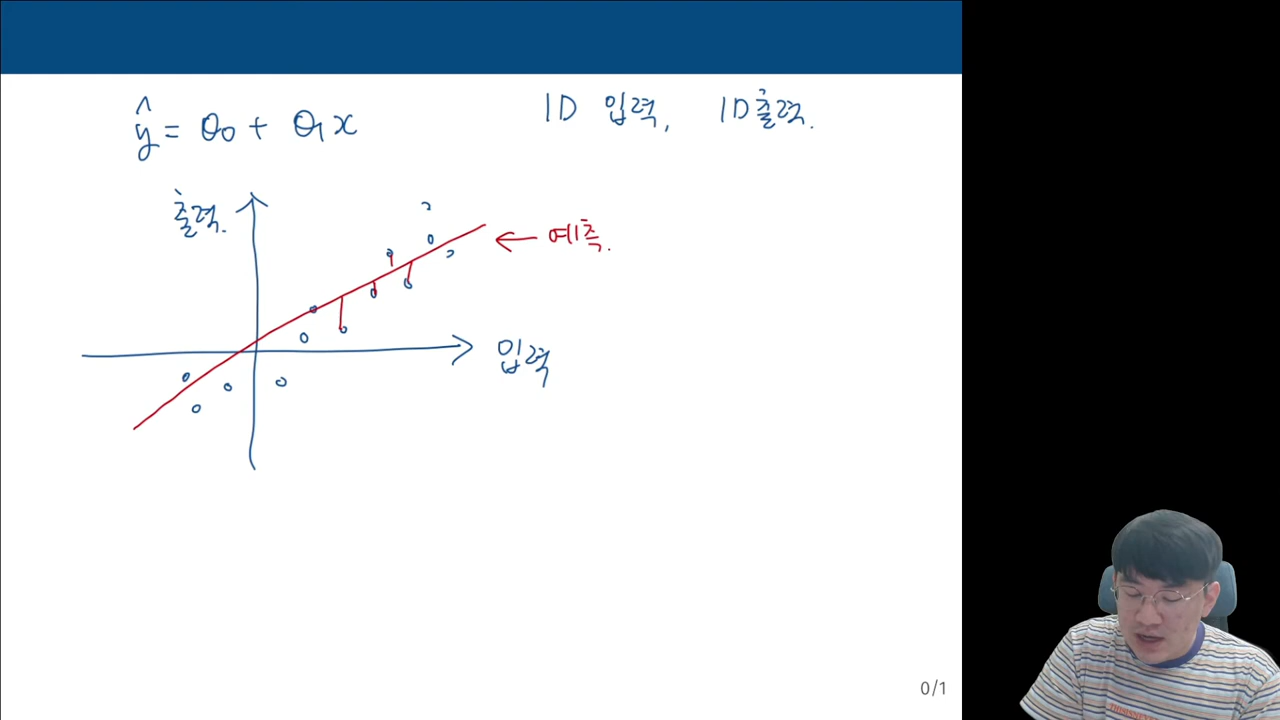 ŷ = θ₀ + θ₁x
1D 입력, 1D 출력.
출력.
예측.
입력
0/1